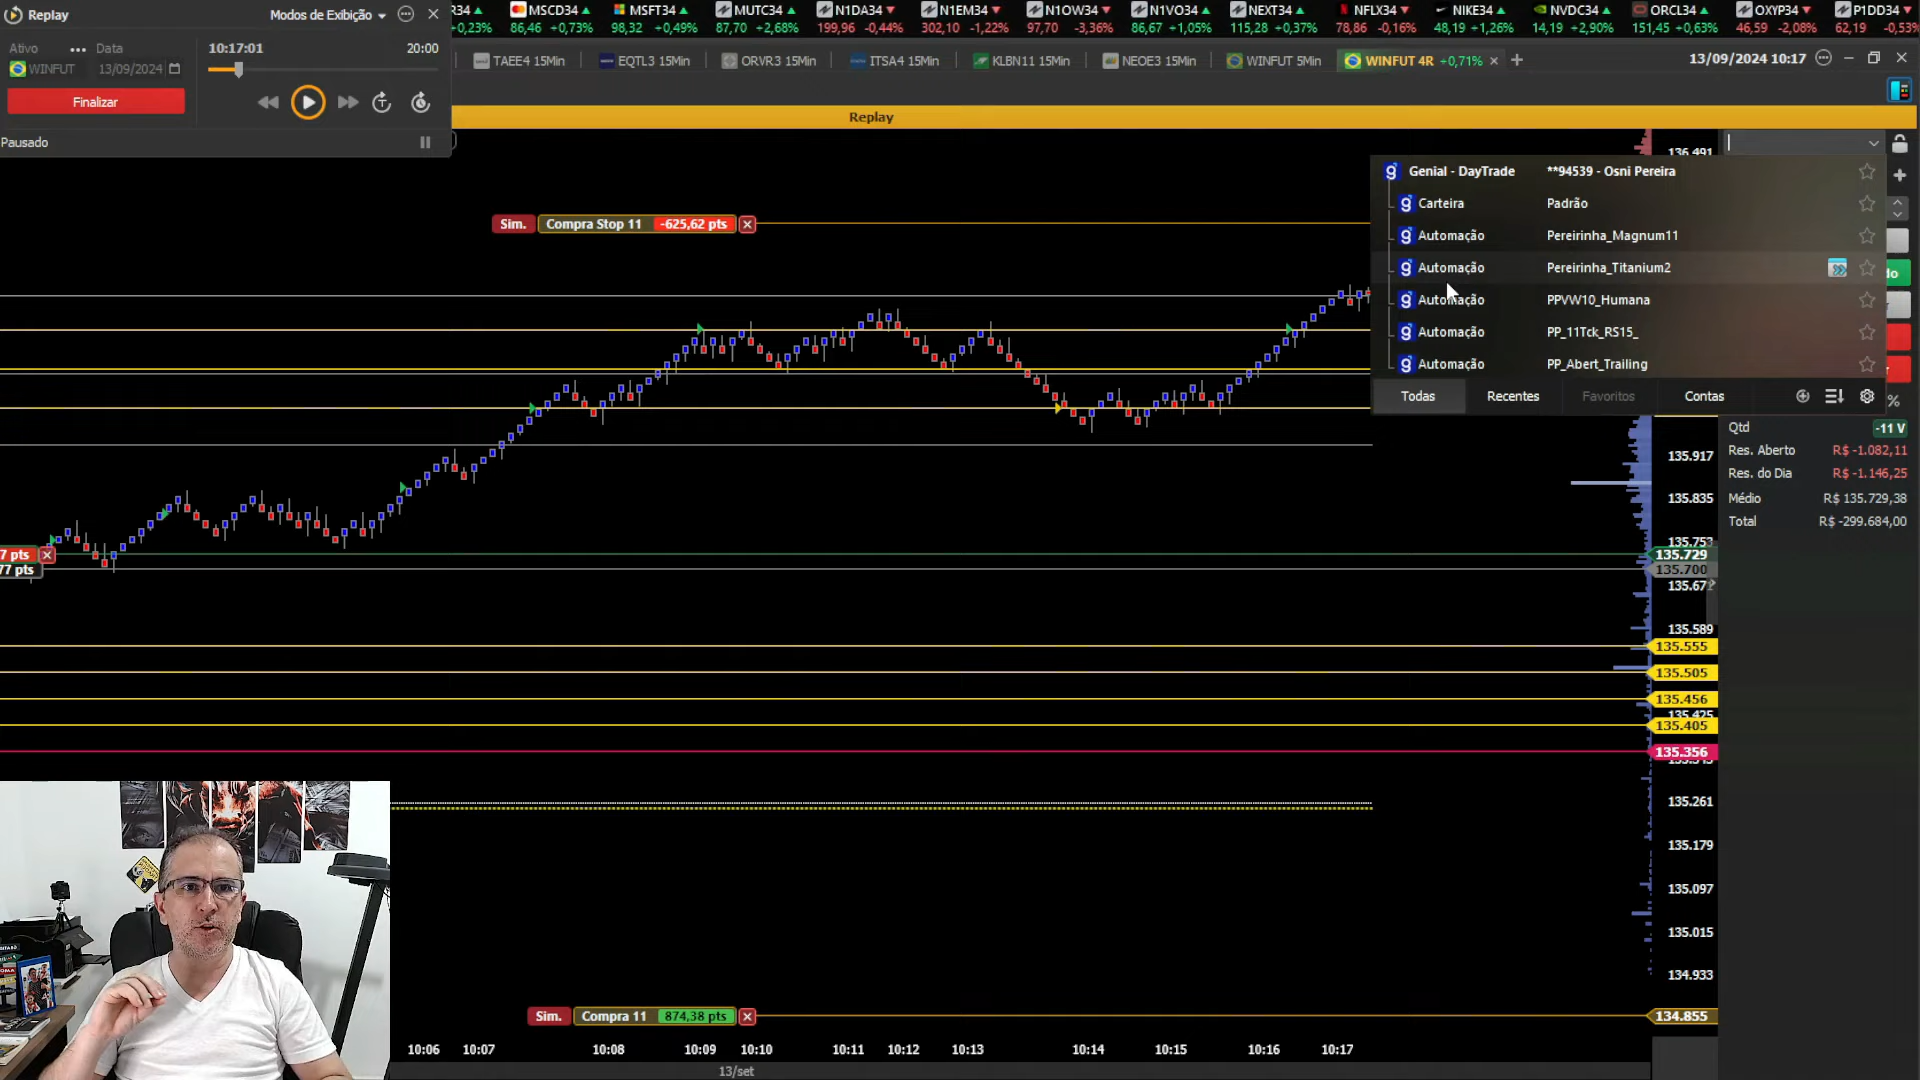 Replay
Modos de Exibição
Ativo
Data
WINFUT
13/09/2024
10:17:01
20:00
Finalizar
Pausado
R34 MSCD34 MSFT34 MUTC34 N1DA34 N1EM34 N1OW34 N1VO34 NEXT34 NFLX34 NIKE34 NVDC34 ORCL34 OXYP34 P1DD34
+0,23% 86,46 +0,73% 98,32 +0,49% 87,70 +2,68% 199,96 -0,44% 302,10 -1,22% 97,70 -3,36% 86,67 +1,05% 115,28 +0,37% 78,86 -0,16% 48,19 +1,26% 14,19 +2,90% 151,45 +0,63% 46,59 -2,08% 62,19 -0,53%
TAEE4 15Min EQTL3 15Min ORVR3 15Min ITSA4 15Min KLBN11 15Min NEOE3 15Min WINFUT 5Min WINFUT 4R +0,71%
13/09/2024 10:17
Replay
136.491
Genial - DayTrade **94539 - Osni Pereira
Carteira Padrão
Automação Pereirinha_Magnum11
Automação Pereirinha_Titanium2
Automação PPVW10_Humana
Automação PP_11Tck_RS15_
Automação PP_Abert_Trailing
Todas Recentes Favoritos Contas
do
%
Sim. Compra Stop 11 -625,62 pts
Qtd -11 V
Res. Aberto R$ -1.082,11
Res. do Dia R$ -1.146,25
Médio R$ 135.729,38
Total R$ -299.684,00
7 pts
77 pts
135.917
135.835
135.753
135.729
135.700
135.671
135.589
135.555
135.505
135.456
135.425
135.405
135.356
135.261
135.179
135.097
135.015
134.933
Sim. Compra 11 874,38 pts
134.855
10:06 10:07 10:08 10:09 10:10 10:11 10:12 10:13 10:14 10:15 10:16 10:17
13/set